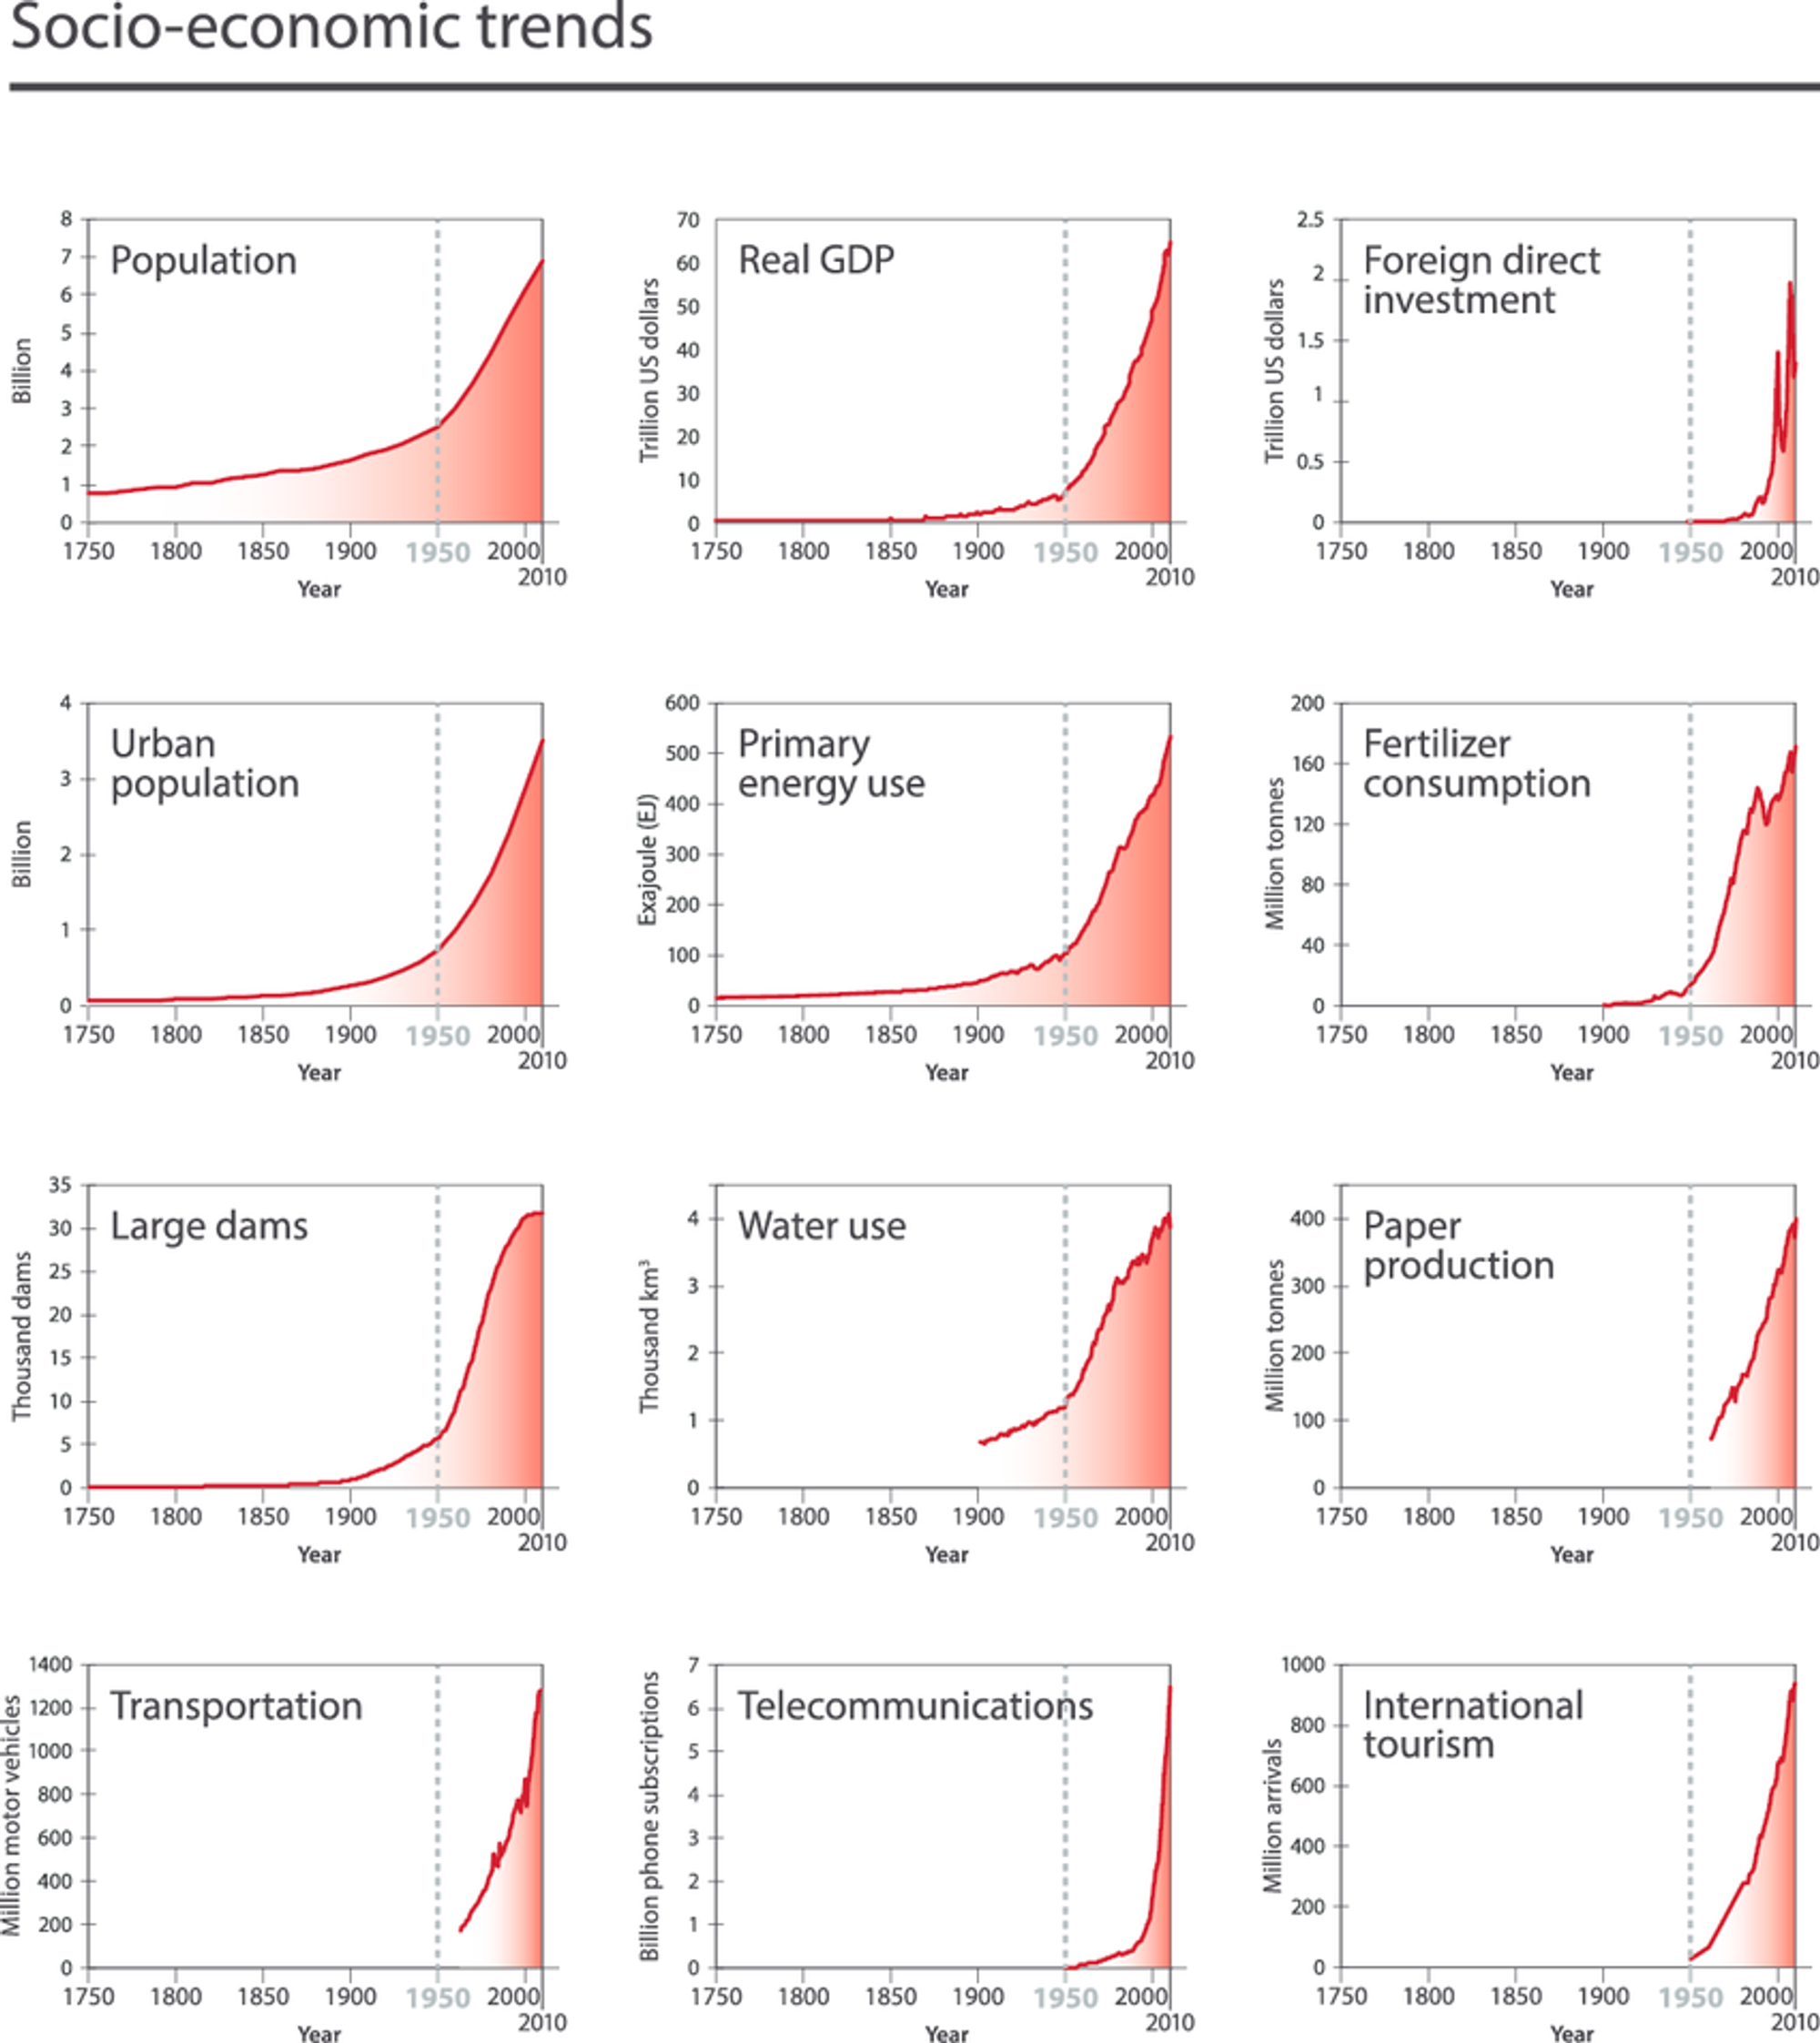 Socio-economic trends
Population
Billion
8
7
6
5
4
3
2
1
0
1750 1800 1850 1900 1950 2000
2010
Year
Real GDP
Trillion US dollars
70
60
50
40
30
20
10
0
1750 1800 1850 1900 1950 2000
2010
Year
Foreign direct
investment
Trillion US dollars
2.5
2
1.5
1
0.5
0
1750 1800 1850 1900 1950 2000
2010
Year
Urban
population
Billion
4
3
2
1
0
1750 1800 1850 1900 1950 2000
2010
Year
Primary
energy use
Exajoule (EJ)
600
500
400
300
200
100
0
1750 1800 1850 1900 1950 2000
2010
Year
Fertilizer
consumption
Million tonnes
200
160
120
80
40
0
1750 1800 1850 1900 1950 2000
2010
Year
Large dams
Thousand dams
35
30
25
20
15
10
5
0
1750 1800 1850 1900 1950 2000
2010
Year
Water use
Thousand km³
4
3
2
1
0
1750 1800 1850 1900 1950 2000
2010
Year
Paper
production
Million tonnes
400
300
200
100
0
1750 1800 1850 1900 1950 2000
2010
Year
Transportation
Million motor vehicles
1400
1200
1000
800
600
400
200
0
1750 1800 1850 1900 1950 2000
2010
Year
Telecommunications
Billion phone subscriptions
7
6
5
4
3
2
1
0
1750 1800 1850 1900 1950 2000
2010
Year
International
tourism
Million arrivals
1000
800
600
400
200
0
1750 1800 1850 1900 1950 2000
2010
Year